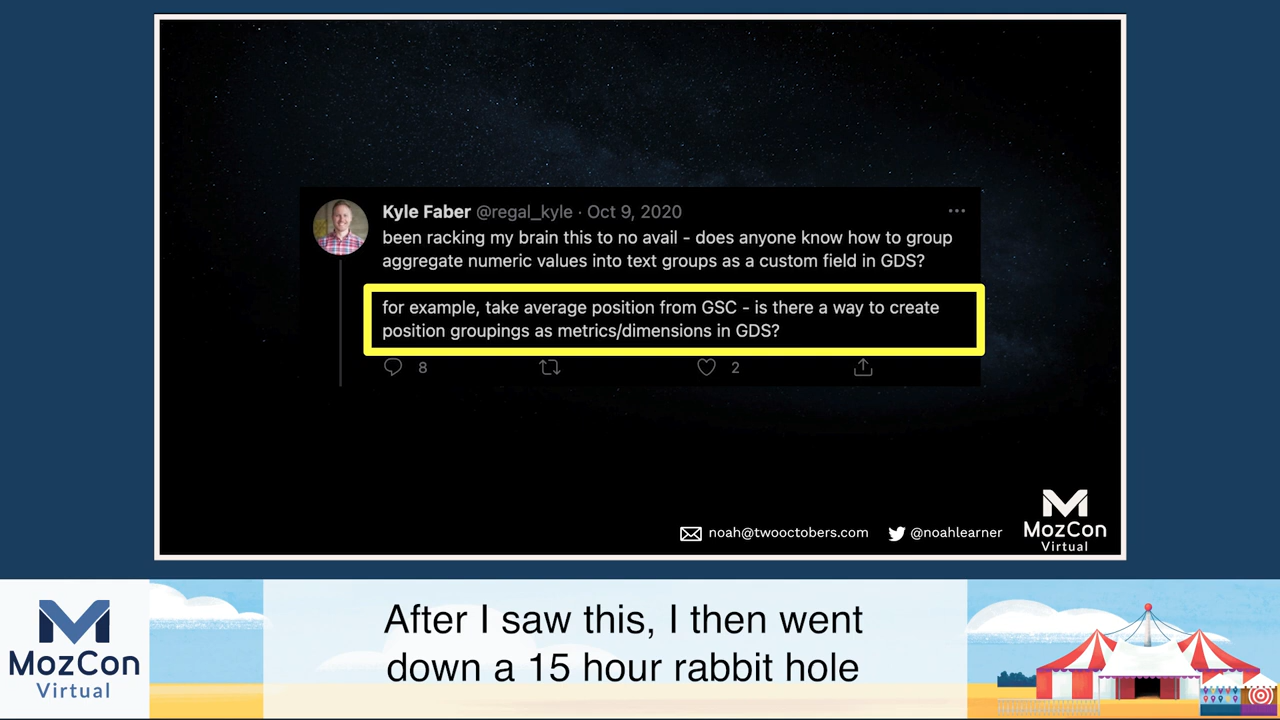 Kyle Faber @regal_kyle · Oct 9, 2020
been racking my brain this to no avail - does anyone know how to group
aggregate numeric values into text groups as a custom field in GDS?
for example, take average position from GSC - is there a way to create
position groupings as metrics/dimensions in GDS?
8
2
noah@twooctobers.com
@noahlearner
MozCon
Virtual
MozCon
Virtual
After I saw this, I then went
down a 15 hour rabbit hole